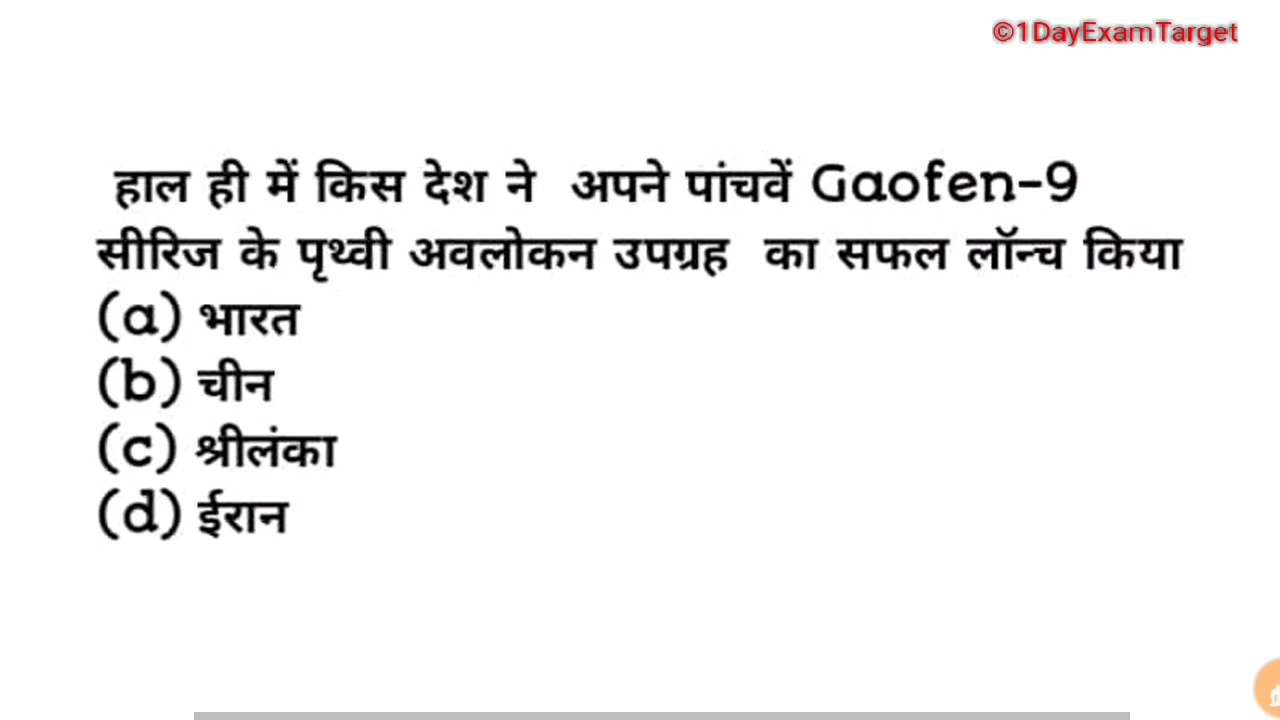 ©1DayExamTarget
हाल ही में किस देश ने अपने पांचवें Gaofen-9
सीरिज के पृथ्वी अवलोकन उपग्रह का सफल लॉन्च किया
(a) भारत
(b) चीन
(c) श्रीलंका
(d) ईरान